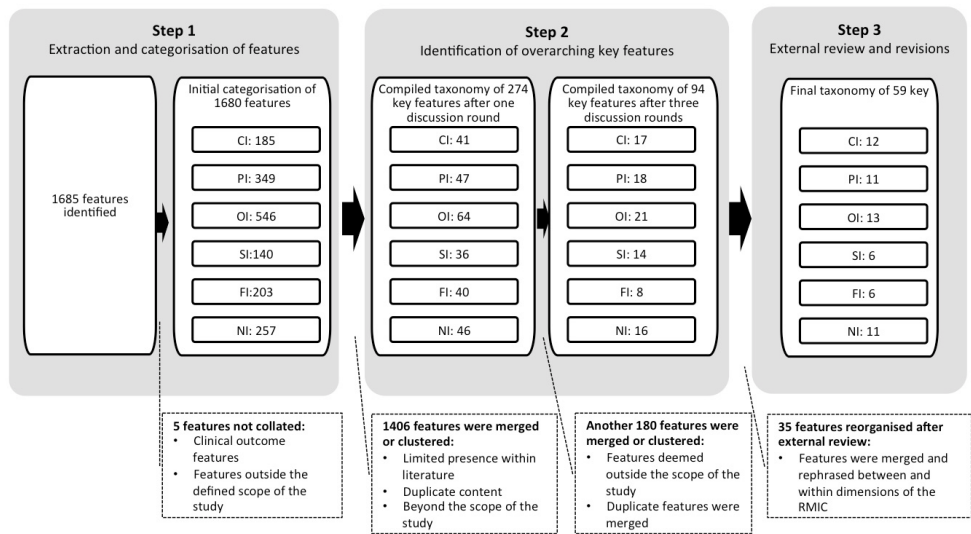 Step 1
Extraction and categorisation of features
1685 features
identified
Initial categorisation of
1680 features
CI: 185
PI: 349
OI: 546
SI:140
FI:203
NI: 257
Step 2
Identification of overarching key features
Compiled taxonomy of 274
key features after one
discussion round
CI: 41
PI: 47
OI: 64
SI: 36
FI: 40
NI: 46
Compiled taxonomy of 94
key features after three
discussion rounds
CI: 17
PI: 18
OI: 21
SI: 14
FI: 8
NI: 16
Step 3
External review and revisions
Final taxonomy of 59 key
CI: 12
PI: 11
OI: 13
SI: 6
FI: 6
NI: 11
5 features not collated:
• Clinical outcome
features
• Features outside the
defined scope of the
study
1406 features were merged
or clustered:
• Limited presence within
literature
• Duplicate content
• Beyond the scope of the
study
Another 180 features were
merged or clustered:
• Features deemed
outside the scope of the
study
• Duplicate features were
merged
35 features reorganised after
external review:
• Features were merged and
rephrased between and
within dimensions of the
RMIC